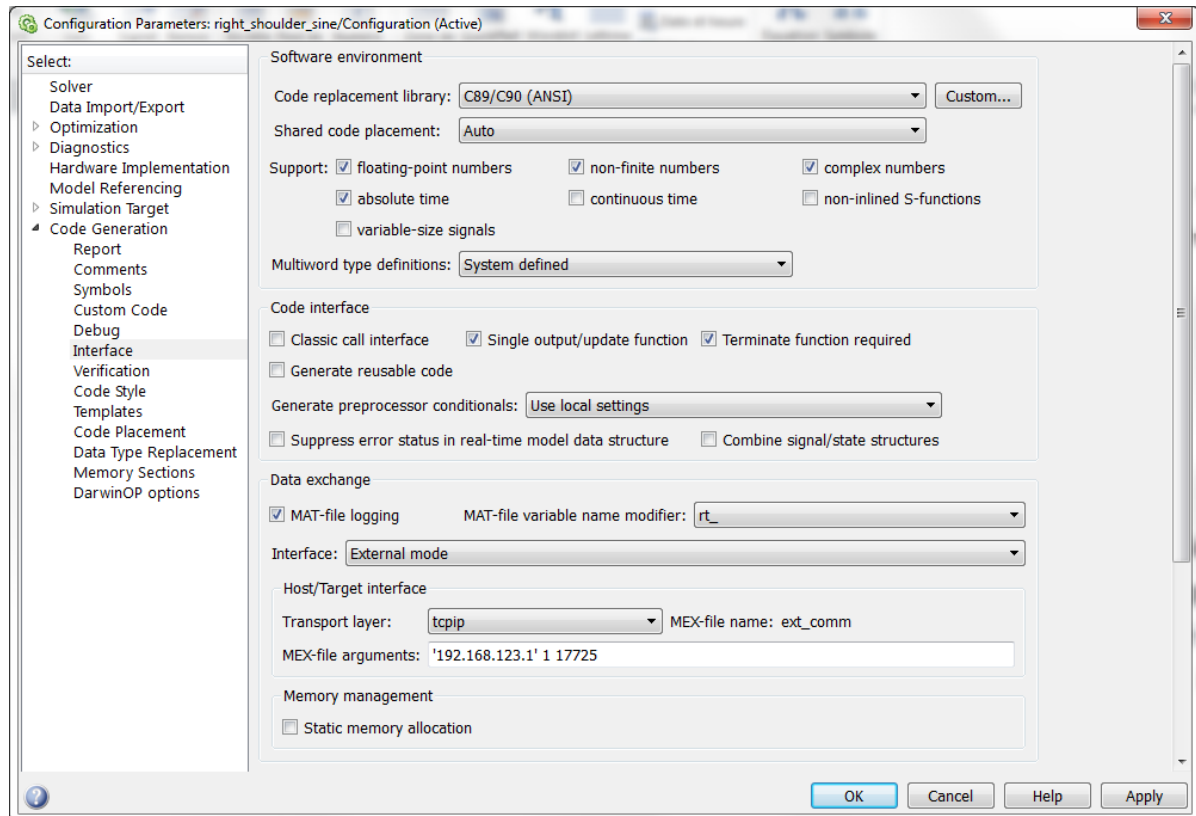 Configuration Parameters: right_shoulder_sine/Configuration (Active)
Select:
Solver
Data Import/Export
Optimization
Diagnostics
Hardware Implementation
Model Referencing
Simulation Target
Code Generation
Report
Comments
Symbols
Custom Code
Debug
Interface
Verification
Code Style
Templates
Code Placement
Data Type Replacement
Memory Sections
DarwinOP options
Software environment
Code replacement library: C89/C90 (ANSI) Custom...
Shared code placement: Auto
Support: floating-point numbers non-finite numbers complex numbers
absolute time continuous time non-inlined S-functions
variable-size signals
Multiword type definitions: System defined
Code interface
Classic call interface Single output/update function Terminate function required
Generate reusable code
Generate preprocessor conditionals: Use local settings
Suppress error status in real-time model data structure Combine signal/state structures
Data exchange
MAT-file logging MAT-file variable name modifier: rt_
Interface: External mode
Host/Target interface
Transport layer: tcpip MEX-file name: ext_comm
MEX-file arguments: '192.168.123.1' 1 17725
Memory management
Static memory allocation
OK Cancel Help Apply